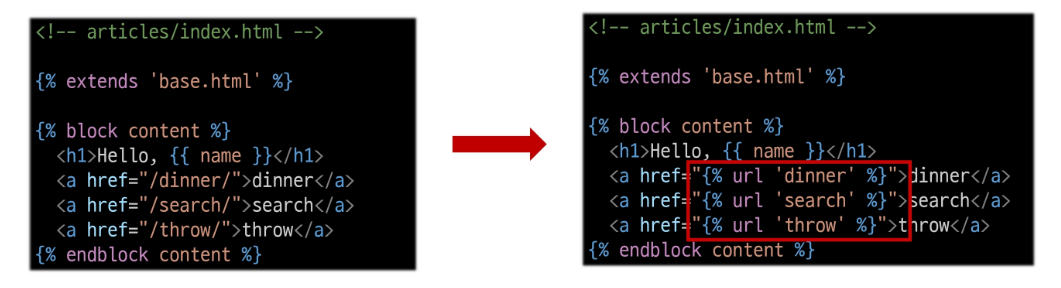 <!-- articles/index.html -->
{% extends 'base.html' %}
{% block content %}
  <h1>Hello, {{ name }}</h1>
  <a href="/dinner/">dinner</a>
  <a href="/search/">search</a>
  <a href="/throw/">throw</a>
{% endblock content %}
<!-- articles/index.html -->
{% extends 'base.html' %}
{% block content %}
  <h1>Hello, {{ name }}</h1>
  <a href="{% url 'dinner' %}">dinner</a>
  <a href="{% url 'search' %}">search</a>
  <a href="{% url 'throw' %}">throw</a>
{% endblock content %}